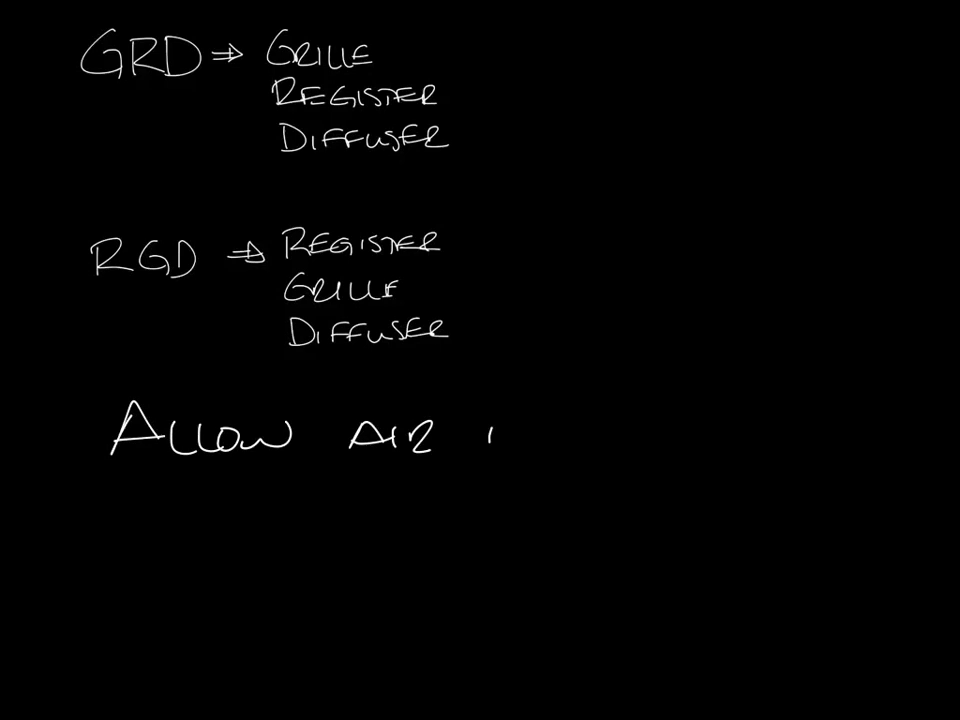 GRD ⇒ GRILLE
REGISTER
DIFFUSER
RGD ⇒ REGISTER
GRILLE
DIFFUSER
ALLOW AIR